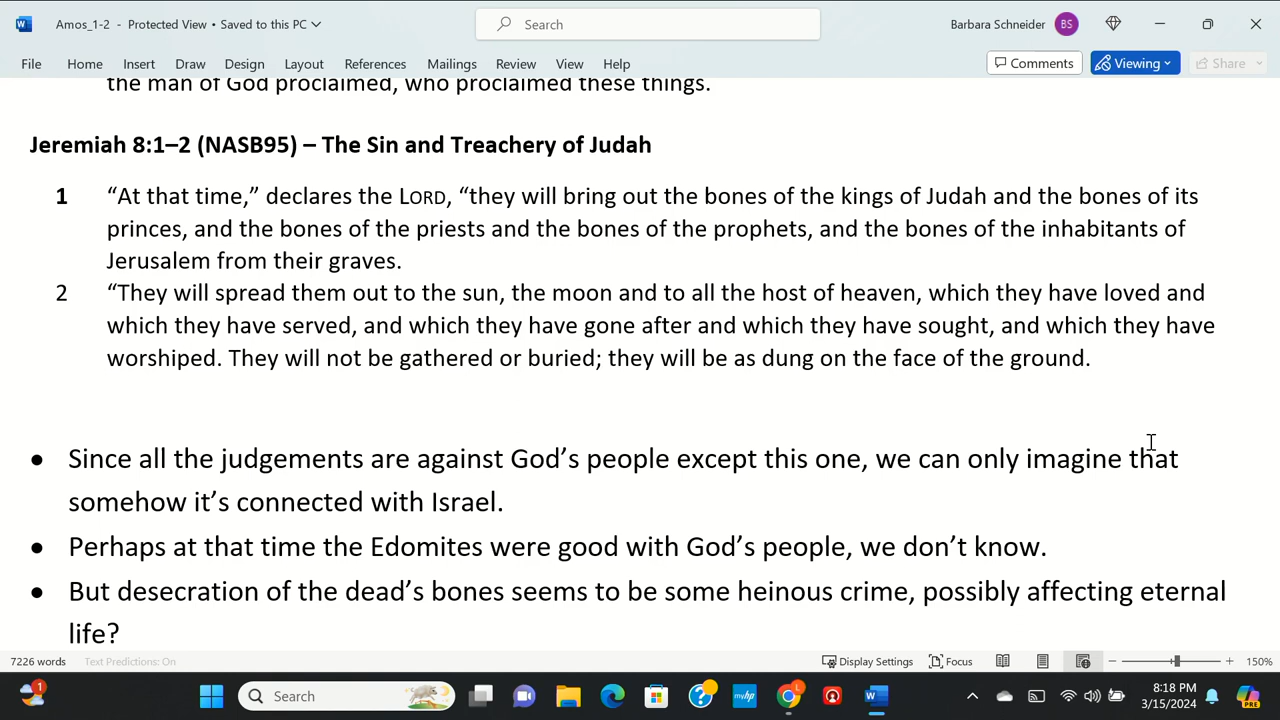 Amos_1-2 - Protected View • Saved to this PC
Search
Barbara Schneider
BS
File Home Insert Draw Design Layout References Mailings Review View Help
Comments
Viewing
Share
the man of God proclaimed, who proclaimed these things.
Jeremiah 8:1–2 (NASB95) – The Sin and Treachery of Judah
1 “At that time,” declares the LORD, “they will bring out the bones of the kings of Judah and the bones of its
princes, and the bones of the priests and the bones of the prophets, and the bones of the inhabitants of
Jerusalem from their graves.
2 “They will spread them out to the sun, the moon and to all the host of heaven, which they have loved and
which they have served, and which they have gone after and which they have sought, and which they have
worshiped. They will not be gathered or buried; they will be as dung on the face of the ground.
• Since all the judgements are against God’s people except this one, we can only imagine that
somehow it’s connected with Israel.
• Perhaps at that time the Edomites were good with God’s people, we don’t know.
• But desecration of the dead’s bones seems to be some heinous crime, possibly affecting eternal
life?
7226 words Text Predictions: On Display Settings Focus 150%
1
Search
myhp
8:18 PM
3/15/2024
PRE